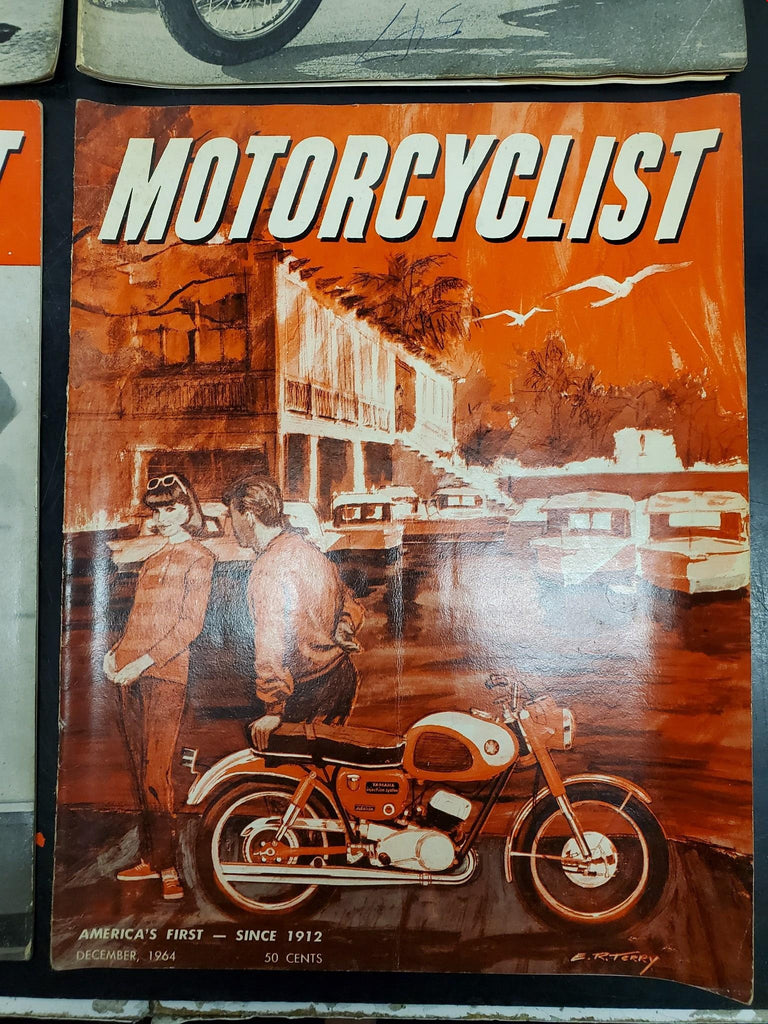 MOTORCYCLIST
YAMAHA
AMERICA'S FIRST — SINCE 1912
DECEMBER, 1964 50 CENTS
E.R. TERRY